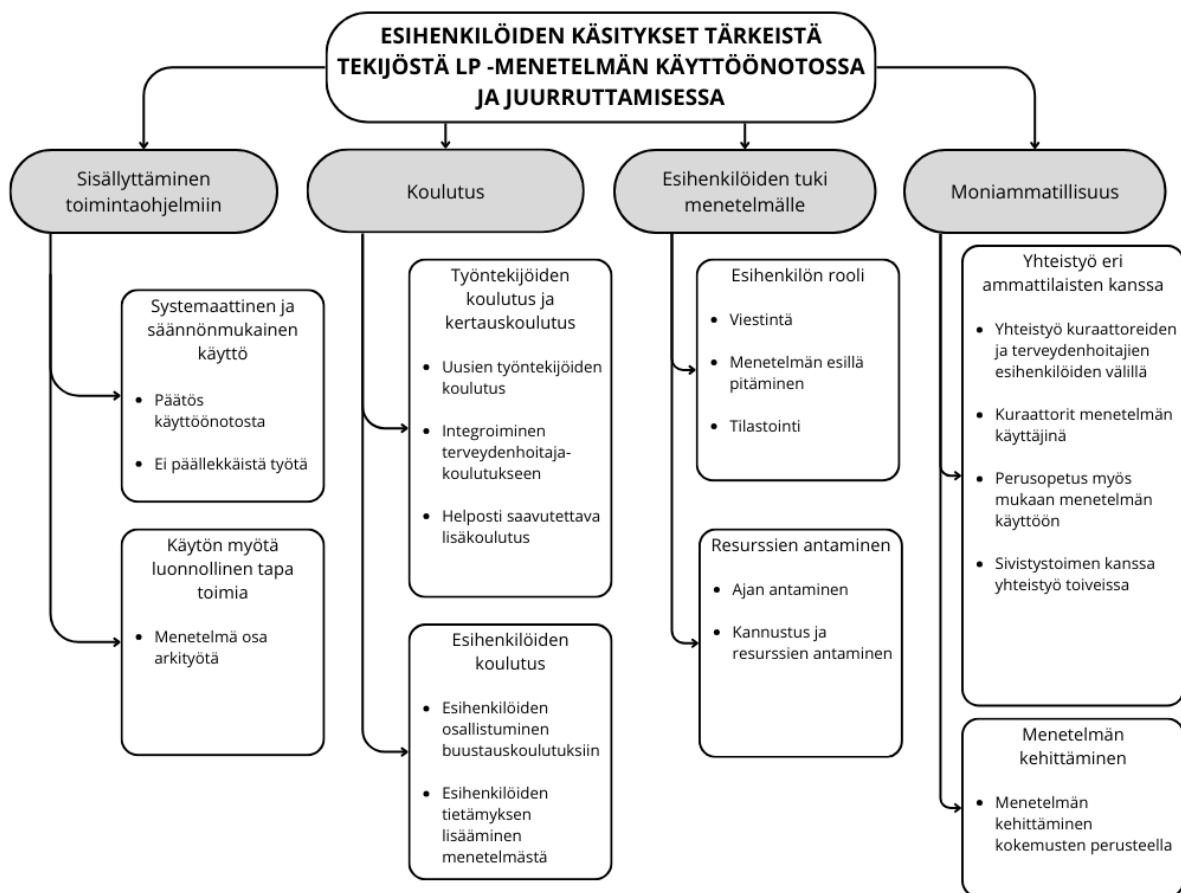 ESIHENKILÖIDEN KÄSITYKSET TÄRKEISTÄ
TEKIJÖSTÄ LP -MENETELMÄN KÄYTTÖÖNOTOSSA
JA JUURRUTTAMISESSA
Sisällyttäminen
toimintaohjelmiin
Systemaattinen ja
säännönmukainen
käyttö
• Päätös
käyttöönotosta
• Ei päällekkäistä työtä
Käytön myötä
luonnollinen tapa
toimia
• Menetelmä osa
arkityötä
Koulutus
Työntekijöiden
koulutus ja
kertauskoulutus
• Uusien työntekijöiden
koulutus
• Integroiminen
terveydenhoitaja-
koulutukseen
• Helposti saavutettava
lisäkoulutus
Esihenkilöiden
koulutus
• Esihenkilöiden
osallistuminen
buustauskoulutuksiin
• Esihenkilöiden
tietämyksen
lisääminen
menetelmästä
Esihenkilöiden tuki
menetelmälle
Esihenkilön rooli
• Viestintä
• Menetelmän esillä
pitäminen
• Tilastointi
Resurssien antaminen
• Ajan antaminen
• Kannustus ja
resurssien antaminen
Moniammatillisuus
Yhteistyö eri
ammattilaisten kanssa
• Yhteistyö kuraattoreiden
ja terveydenhoitajien
esihenkilöiden välillä
• Kuraattorit menetelmän
käyttäjinä
• Perusopetus myös
mukaan menetelmän
käyttöön
• Sivistystoimen kanssa
yhteistyö toiveissa
Menetelmän
kehittäminen
• Menetelmän
kehittäminen
kokemusten perusteella